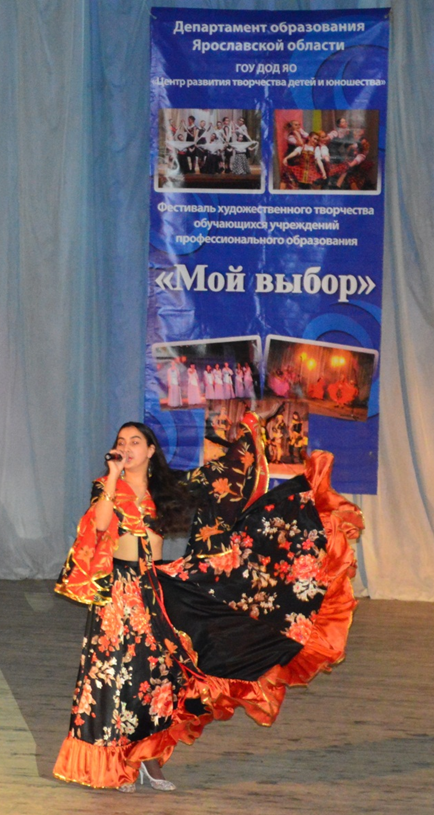 Департамент образования
Ярославской области
ГОУ ДОД ЯО
«Центр развития творчества детей и юношества»
Фестиваль художественного творчества
обучающихся учреждений
профессионального образования
«Мой выбор»